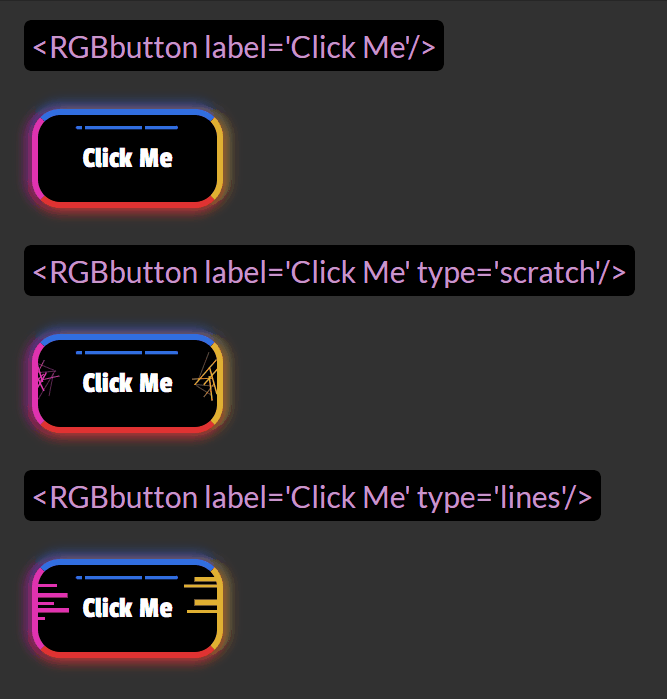 <RGBbutton label='Click Me'/>
Click Me
<RGBbutton label='Click Me' type='scratch'/>
Click Me
<RGBbutton label='Click Me' type='lines'/>
Click Me